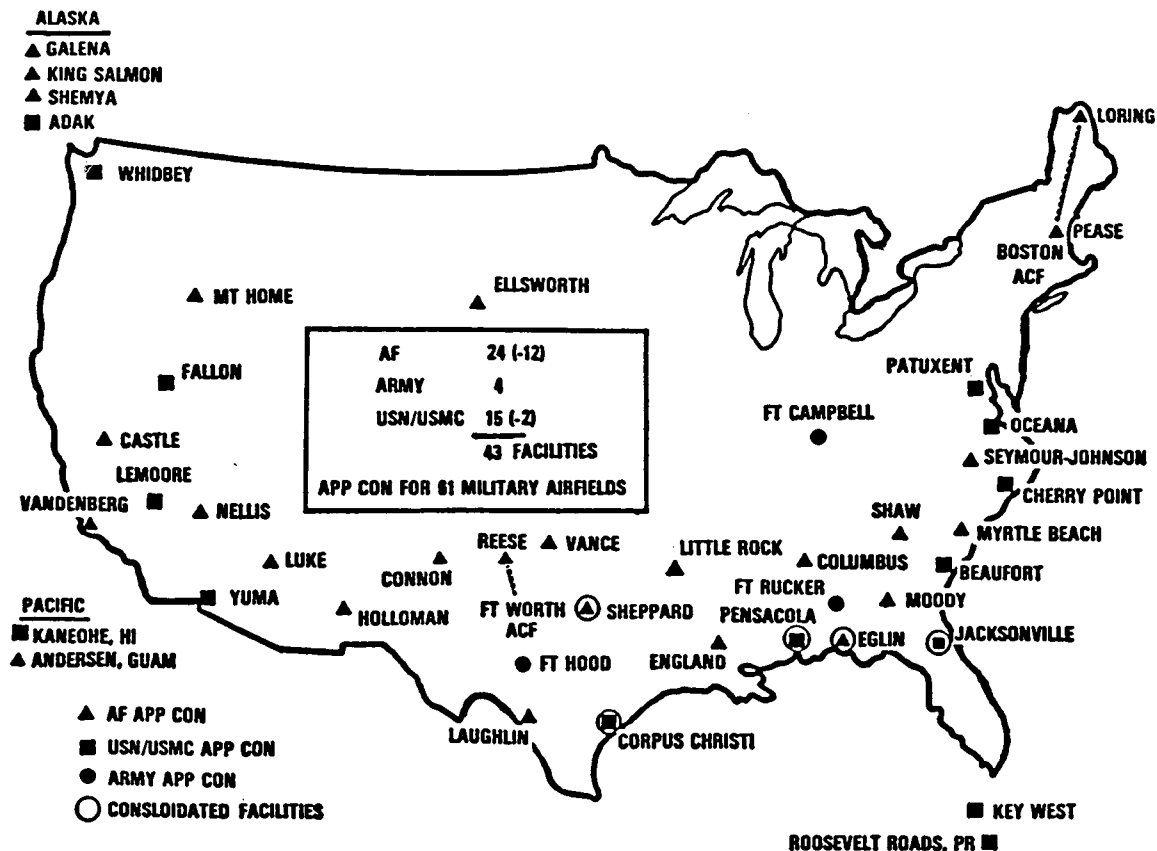 ALASKA
GALENA
KING SALMON
SHEMYA
ADAK
LORING
WHIDBEY
PEASE
BOSTON
ACF
MT HOME
ELLSWORTH
AF 24 (-12)
ARMY 4
USN/USMC 15 (-2)
43 FACILITIES
APP CON FOR 61 MILITARY AIRFIELDS
FALLON
PATUXENT
FT CAMPBELL
OCEANA
CASTLE
SEYMOUR-JOHNSON
LEMOORE
CHERRY POINT
VANDENBERG
NELLIS
SHAW
MYRTLE BEACH
REESE
VANCE
LITTLE ROCK
COLUMBUS
LUKE
CONNON
BEAUFORT
FT RUCKER
YUMA
HOLLOMAN
FT WORTH
ACF
SHEPPARD
MOODY
PENSACOLA
PACIFIC
KANEOHE, HI
ANDERSEN, GUAM
EGLIN
JACKSONVILLE
FT HOOD
ENGLAND
LAUGHLIN
CORPUS CHRISTI
AF APP CON
USN/USMC APP CON
ARMY APP CON
CONSLOIDATED FACILITIES
KEY WEST
ROOSEVELT ROADS, PR